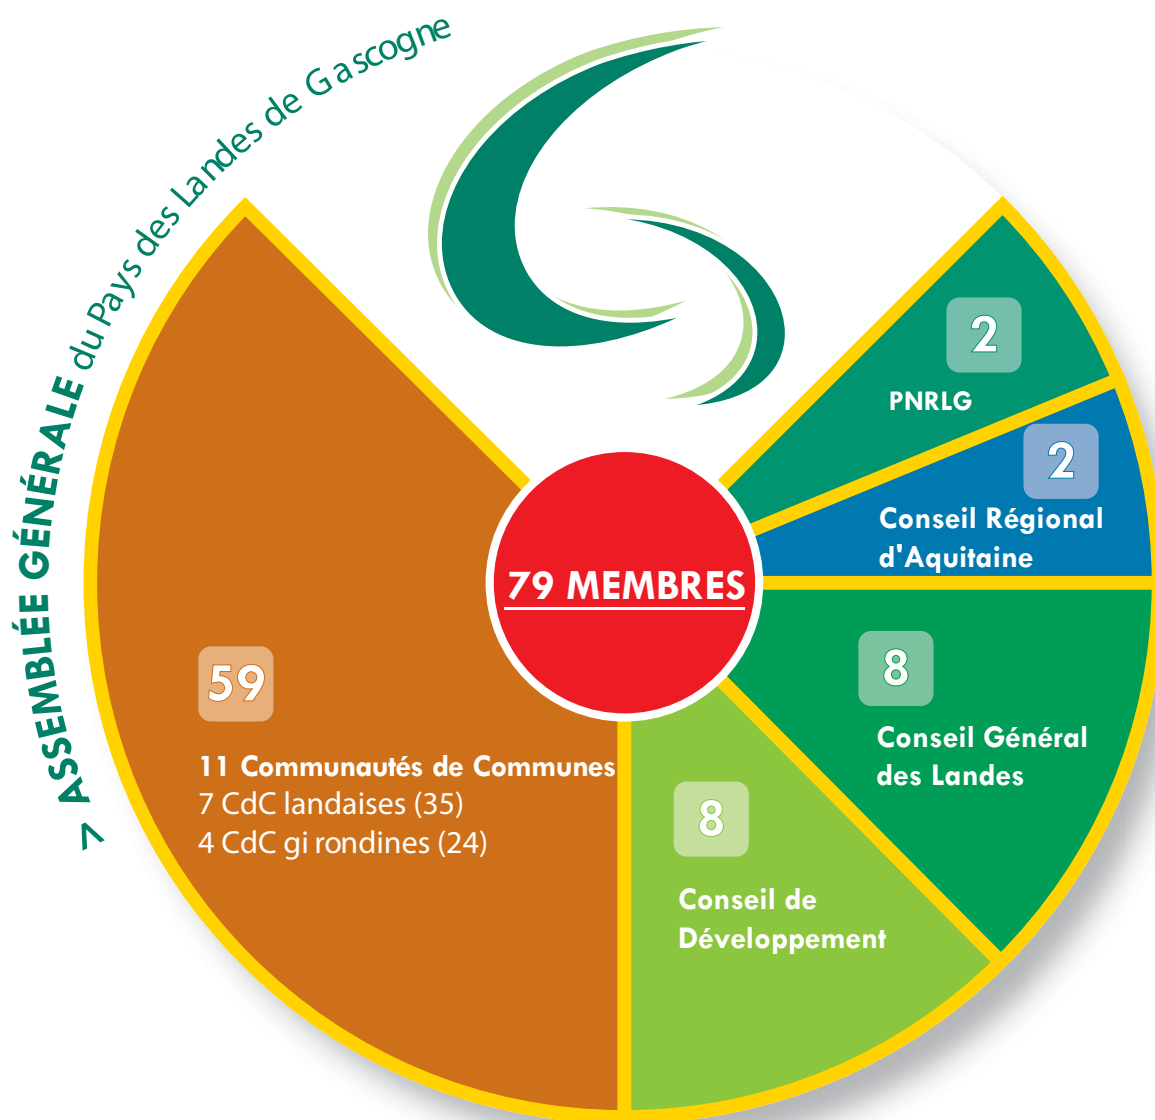 > ASSEMBLÉE GÉNÉRALE du Pays des Landes de Gascogne
2
PNRLG
2
Conseil Régional
d'Aquitaine
79 MEMBRES
8
Conseil Général
des Landes
59
11 Communautés de Communes
7 CdC landaises (35)
4 CdC gi rondines (24)
8
Conseil de
Développement